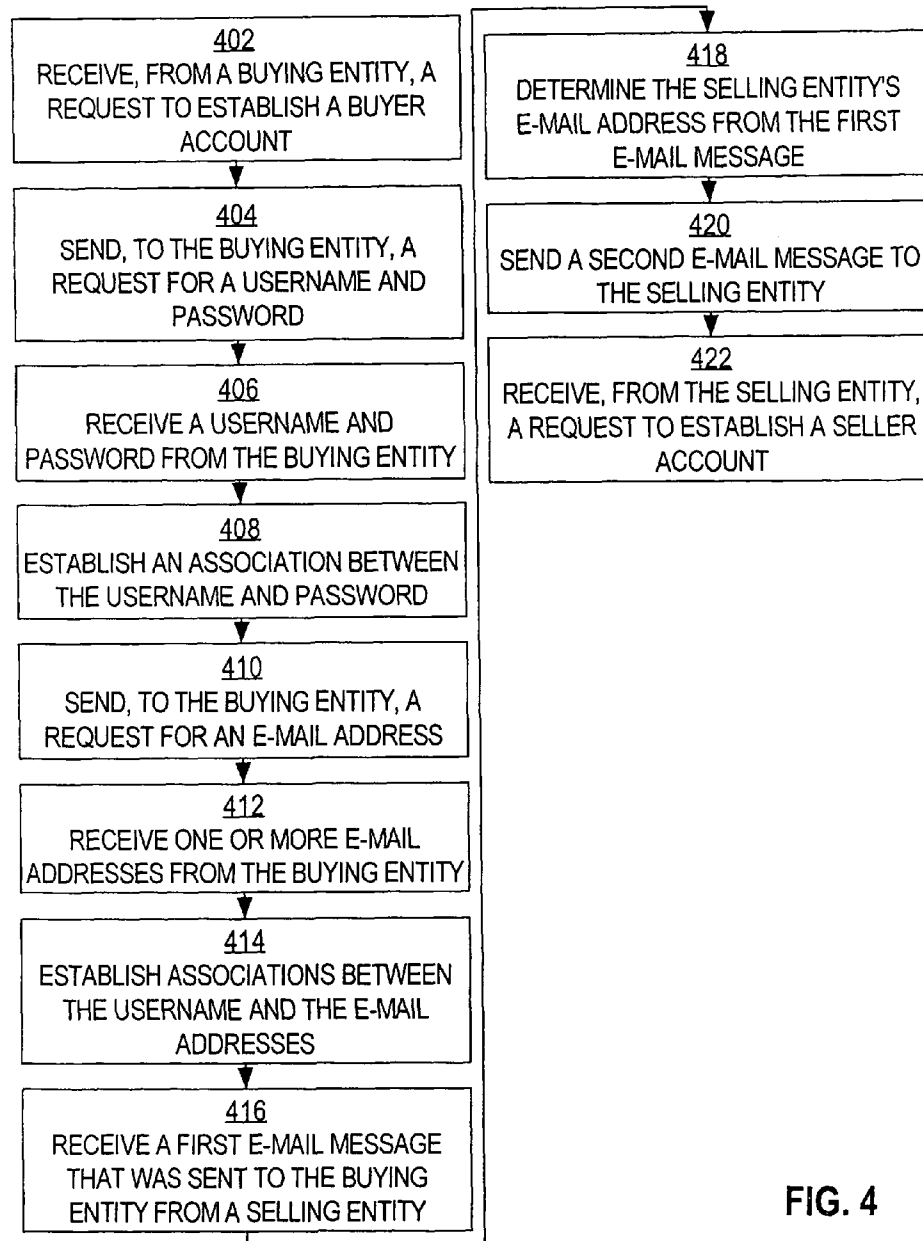 402
RECEIVE, FROM A BUYING ENTITY, A
REQUEST TO ESTABLISH A BUYER
ACCOUNT
404
SEND, TO THE BUYING ENTITY, A
REQUEST FOR A USERNAME AND
PASSWORD
406
RECEIVE A USERNAME AND
PASSWORD FROM THE BUYING ENTITY
408
ESTABLISH AN ASSOCIATION BETWEEN
THE USERNAME AND PASSWORD
410
SEND, TO THE BUYING ENTITY, A
REQUEST FOR AN E-MAIL ADDRESS
412
RECEIVE ONE OR MORE E-MAIL
ADDRESSES FROM THE BUYING ENTITY
414
ESTABLISH ASSOCIATIONS BETWEEN
THE USERNAME AND THE E-MAIL
ADDRESSES
416
RECEIVE A FIRST E-MAIL MESSAGE
THAT WAS SENT TO THE BUYING
ENTITY FROM A SELLING ENTITY
418
DETERMINE THE SELLING ENTITY'S
E-MAIL ADDRESS FROM THE FIRST
E-MAIL MESSAGE
420
SEND A SECOND E-MAIL MESSAGE TO
THE SELLING ENTITY
422
RECEIVE, FROM THE SELLING ENTITY,
A REQUEST TO ESTABLISH A SELLER
ACCOUNT
FIG. 4